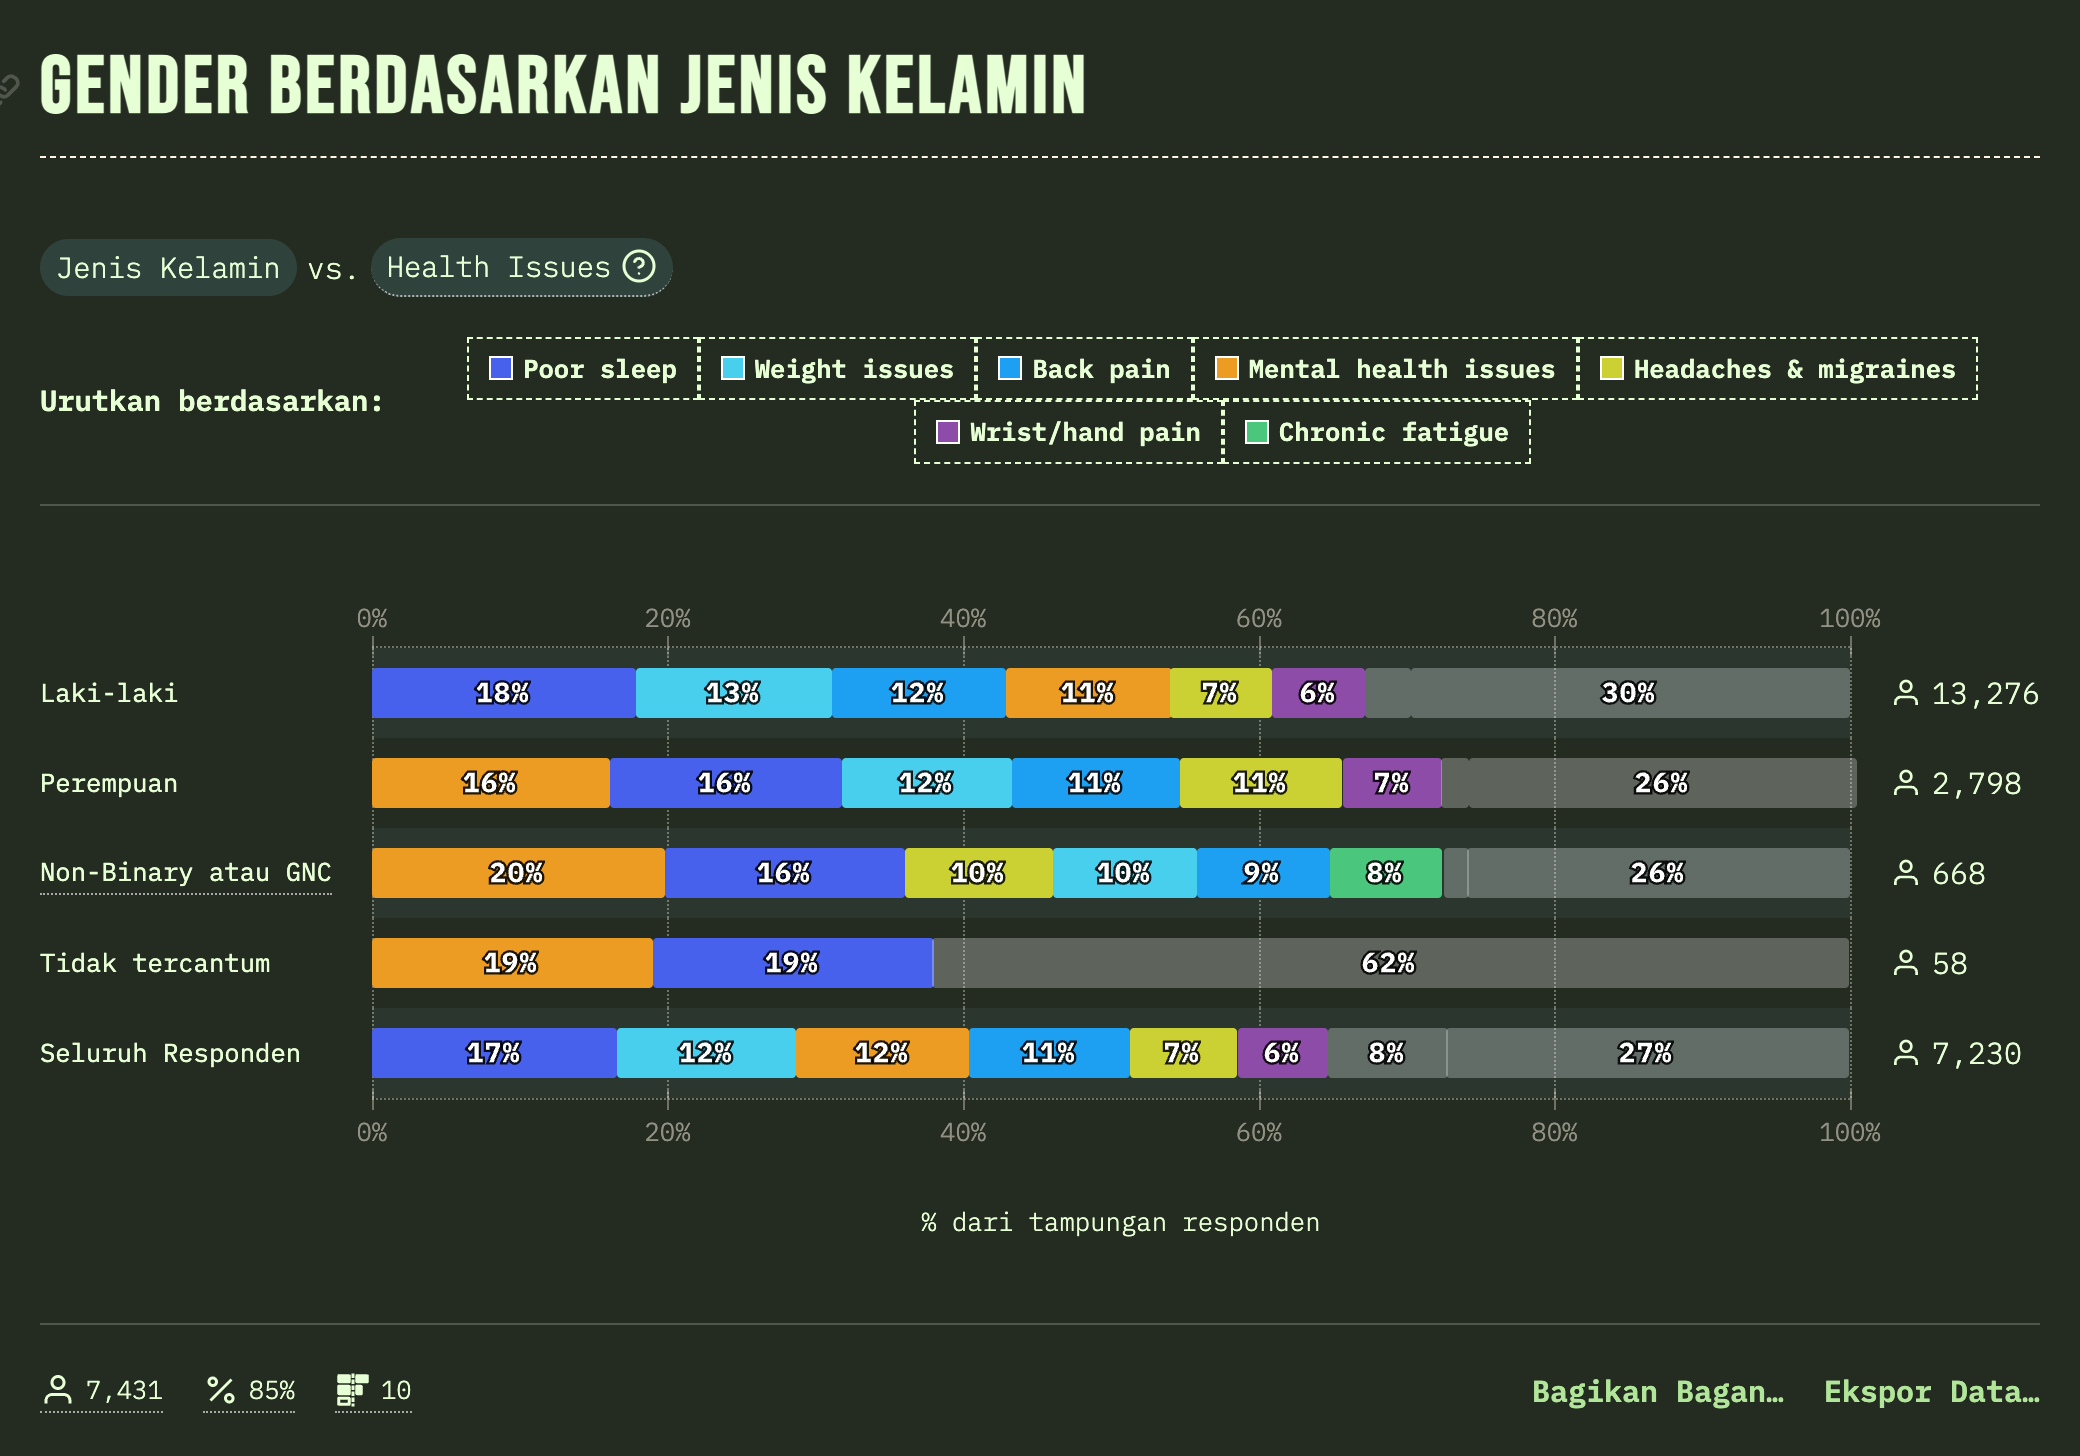 GENDER BERDASARKAN JENIS KELAMIN
Jenis Kelamin vs. Health Issues ?
Urutkan berdasarkan:
Poor sleep Weight issues Back pain Mental health issues Headaches & migraines
Wrist/hand pain Chronic fatigue
0% 20% 40% 60% 80% 100%
Laki-laki 18% 13% 12% 11% 7% 6% 30% 13,276
Perempuan 16% 16% 12% 11% 11% 7% 26% 2,798
Non-Binary atau GNC 20% 16% 10% 10% 9% 8% 26% 668
Tidak tercantum 19% 19% 62% 58
Seluruh Responden 17% 12% 12% 11% 7% 6% 8% 27% 7,230
0% 20% 40% 60% 80% 100%
% dari tampungan responden
7,431 % 85% 10 Bagikan Bagan… Ekspor Data…